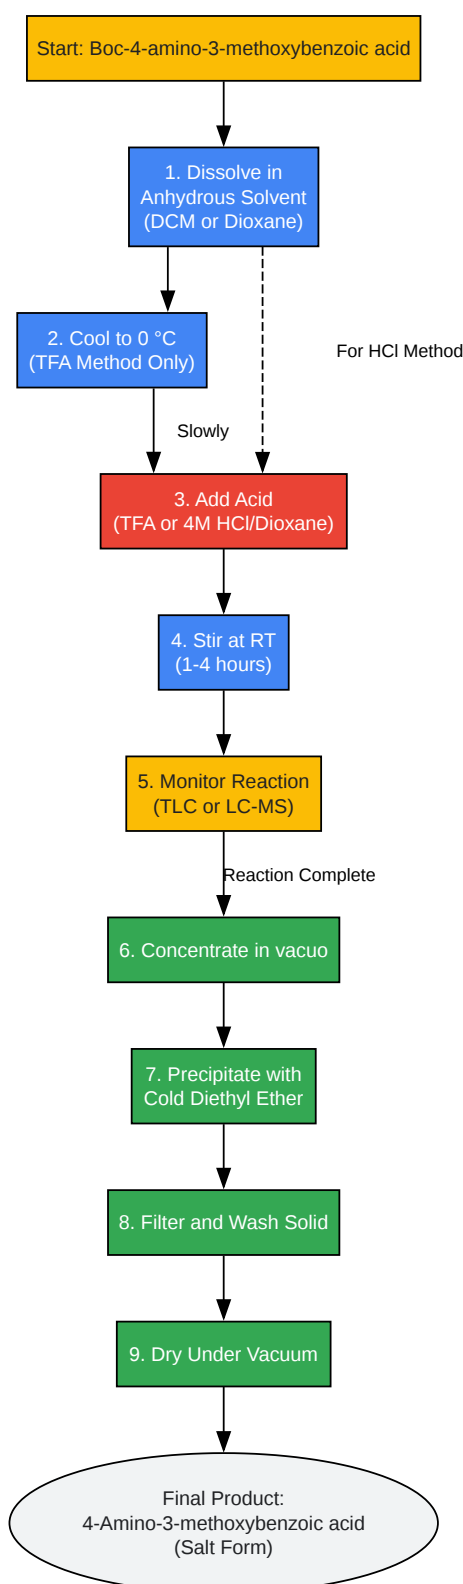 Start: Boc-4-amino-3-methoxybenzoic acid
1. Dissolve in
Anhydrous Solvent
(DCM or Dioxane)
2. Cool to 0 °C
(TFA Method Only)
For HCl Method
Slowly
3. Add Acid
(TFA or 4M HCl/Dioxane)
4. Stir at RT
(1-4 hours)
5. Monitor Reaction
(TLC or LC-MS)
Reaction Complete
6. Concentrate in vacuo
7. Precipitate with
Cold Diethyl Ether
8. Filter and Wash Solid
9. Dry Under Vacuum
Final Product:
4-Amino-3-methoxybenzoic acid
(Salt Form)